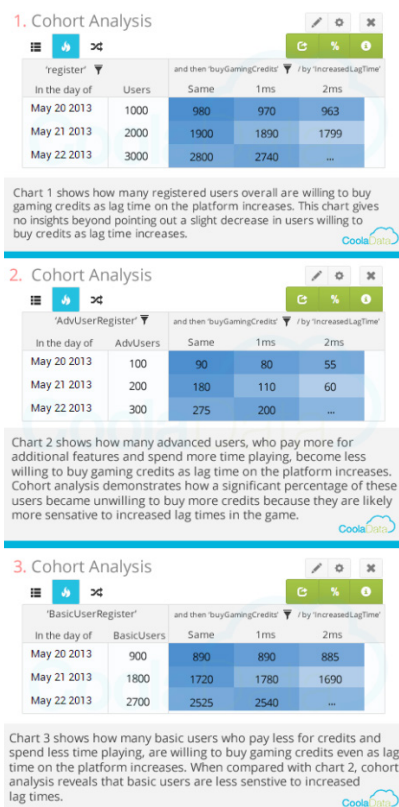 1. Cohort Analysis
'register' and then 'buyGamingCredits' / by 'IncreasedLagTime'
In the day of Users Same 1ms 2ms
May 20 2013 1000 980 970 963
May 21 2013 2000 1900 1890 1799
May 22 2013 3000 2800 2740 ...
Chart 1 shows how many registered users overall are willing to buy
gaming credits as lag time on the platform increases. This chart gives
no insights beyond pointing out a slight decrease in users willing to
buy credits as lag time increases.
CoolaData
2. Cohort Analysis
'AdvUserRegister' and then 'buyGamingCredits' / by 'IncreasedLagTime'
In the day of AdvUsers Same 1ms 2ms
May 20 2013 100 90 80 55
May 21 2013 200 180 110 60
May 22 2013 300 275 200 ...
Chart 2 shows how many advanced users, who pay more for
additional features and spend more time playing, become less
willing to buy gaming credits as lag time on the platform increases.
Cohort analysis demonstrates how a significant percentage of these
users became unwilling to buy more credits because they are likely
more sensative to increased lag times in the game.
CoolaData
3. Cohort Analysis
'BasicUserRegister' and then 'buyGamingCredits' / by 'IncreasedLagTime'
In the day of BasicUsers Same 1ms 2ms
May 20 2013 900 890 890 885
May 21 2013 1800 1720 1780 1690
May 22 2013 2700 2525 2540 ...
Chart 3 shows how many basic users who pay less for credits and
spend less time playing, are willing to buy gaming credits even as lag
time on the platform increases. When compared with chart 2, cohort
analysis reveals that basic users are less senstive to increased
lag times.
CoolaData